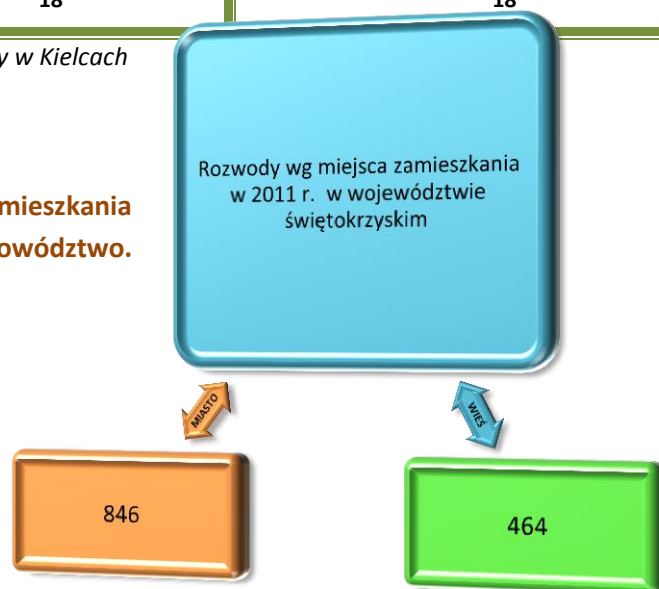 18
18
y w Kielcach
Rozwody wg miejsca zamieszkania
w 2011 r. w województwie
świętokrzyskim
mieszkania
owództwo.
MIASTO
WIEŚ
846
464